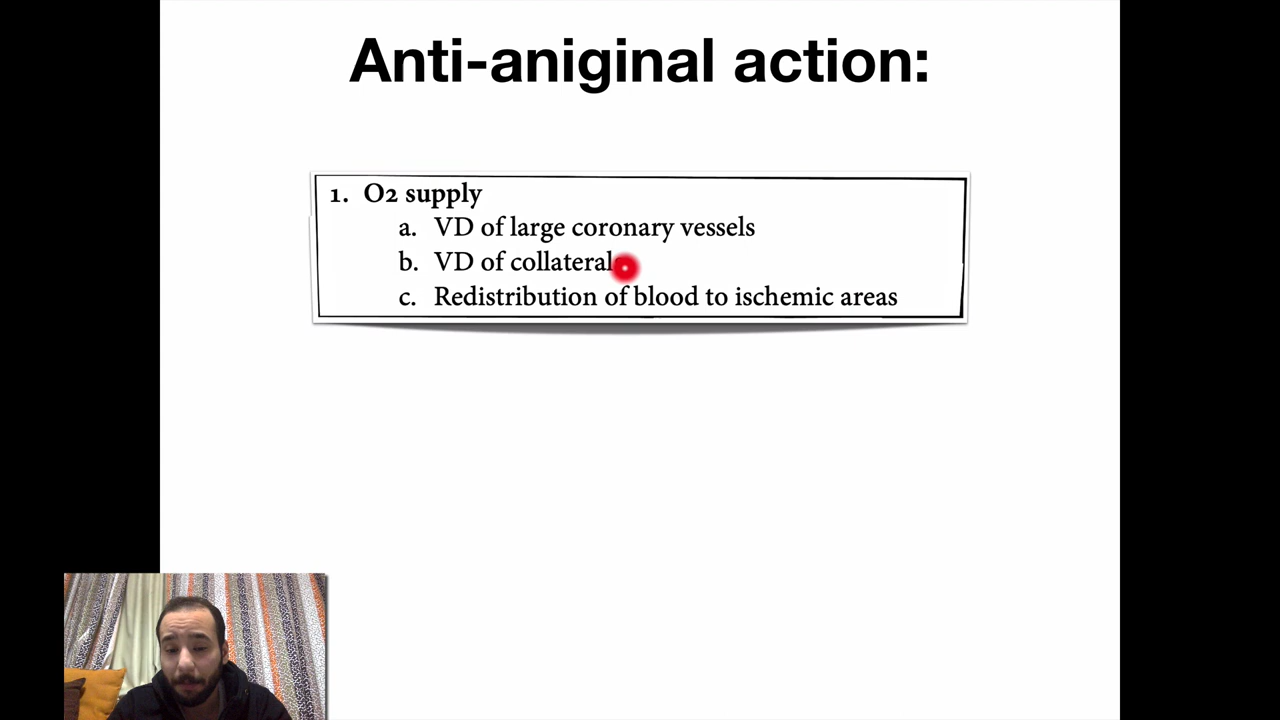 Anti-aniginal action:
1. O2 supply
a. VD of large coronary vessels
b. VD of collateral
c. Redistribution of blood to ischemic areas